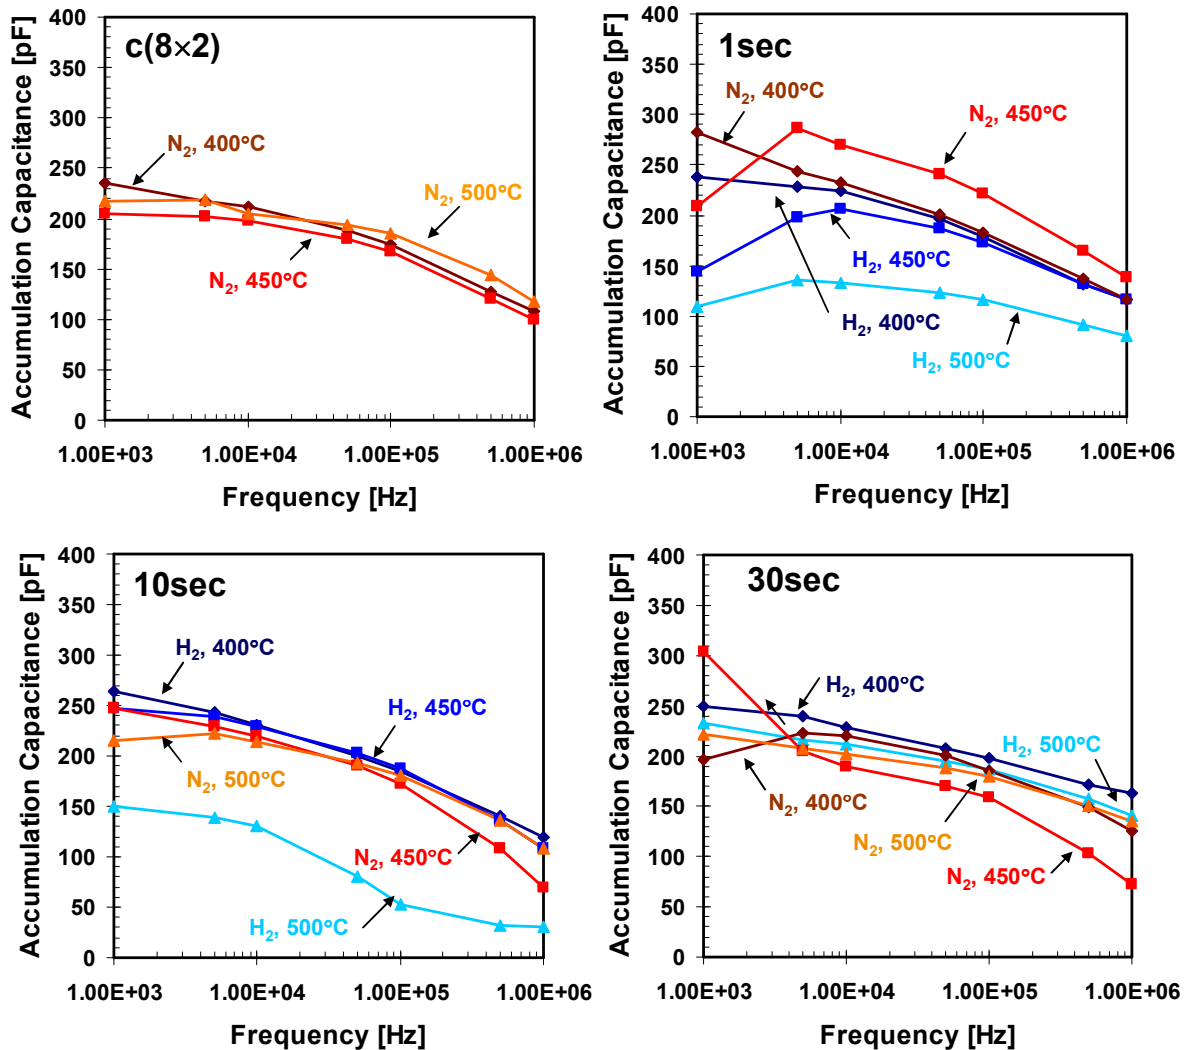 c(8×2)
Accumulation Capacitance [pF]
400
350
300
250
200
150
100
50
0
N₂, 400°C
N₂, 500°C
N₂, 450°C
1.00E+03 1.00E+04 1.00E+05 1.00E+06
Frequency [Hz]
1sec
Accumulation Capacitance [pF]
400
350
300
250
200
150
100
50
0
N₂, 400°C
N₂, 450°C
H₂, 450°C
H₂, 400°C
H₂, 500°C
1.00E+03 1.00E+04 1.00E+05 1.00E+06
Frequency [Hz]
10sec
Accumulation Capacitance [pF]
400
350
300
250
200
150
100
50
0
H₂, 400°C
H₂, 450°C
N₂, 500°C
N₂, 450°C
H₂, 500°C
1.00E+03 1.00E+04 1.00E+05 1.00E+06
Frequency [Hz]
30sec
Accumulation Capacitance [pF]
400
350
300
250
200
150
100
50
0
H₂, 400°C
H₂, 500°C
N₂, 400°C
N₂, 500°C
N₂, 450°C
1.00E+03 1.00E+04 1.00E+05 1.00E+06
Frequency [Hz]